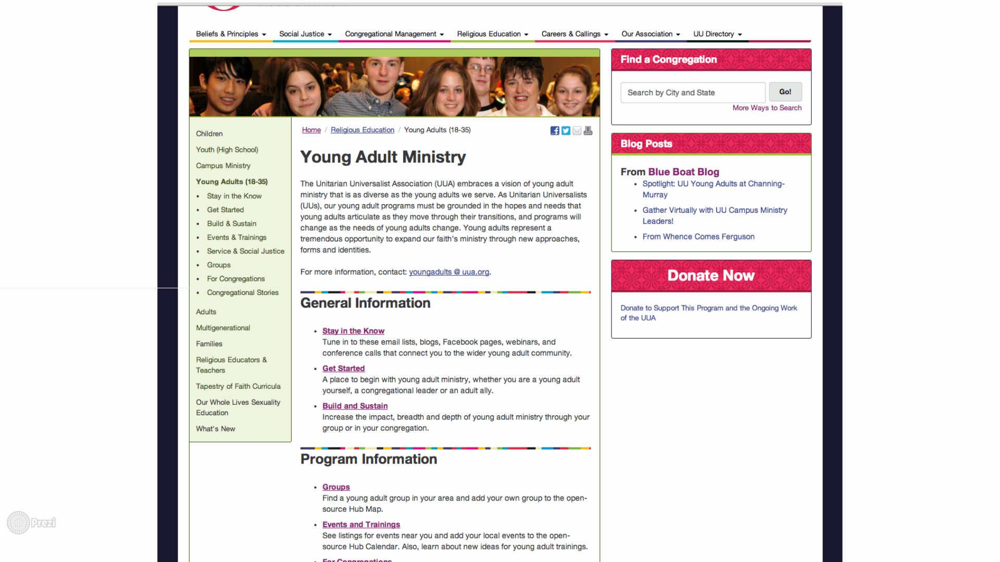 Beliefs & Principles
Social Justice
Congregational Management
Religious Education
Careers & Callings
Our Association
UU Directory
Children
Youth (High School)
Campus Ministry
Young Adults (18-35)
• Stay in the Know
• Get Started
• Build & Sustain
• Events & Trainings
• Service & Social Justice
• Groups
• For Congregations
• Congregational Stories
Adults
Multigenerational
Families
Religious Educators &
Teachers
Tapestry of Faith Curricula
Our Whole Lives Sexuality
Education
What's New
Home / Religious Education / Young Adults (18-35)
Young Adult Ministry
The Unitarian Universalist Association (UUA) embraces a vision of young adult
ministry that is as diverse as the young adults we serve. As Unitarian Universalists
(UUs), our young adult programs must be grounded in the hopes and needs that
young adults articulate as they move through their transitions, and programs will
change as the needs of young adults change. Young adults represent a
tremendous opportunity to expand our faith’s ministry through new approaches,
forms and identities.
For more information, contact: youngadults @ uua.org.
General Information
• Stay in the Know
Tune in to these email lists, blogs, Facebook pages, webinars, and
conference calls that connect you to the wider young adult community.
• Get Started
A place to begin with young adult ministry, whether you are a young adult
yourself, a congregational leader or an adult ally.
• Build and Sustain
Increase the impact, breadth and depth of young adult ministry through your
group or in your congregation.
Program Information
• Groups
Find a young adult group in your area and add your own group to the open-
source Hub Map.
• Events and Trainings
See listings for events near you and add your local events to the open-
source Hub Calendar. Also, learn about new ideas for young adult trainings.
• For Congregations
Find a Congregation
Search by City and State
Go!
More Ways to Search
Blog Posts
From Blue Boat Blog
• Spotlight: UU Young Adults at Channing-
Murray
• Gather Virtually with UU Campus Ministry
Leaders!
• From Whence Comes Ferguson
Donate Now
Donate to Support This Program and the Ongoing Work
of the UUA
Prezi